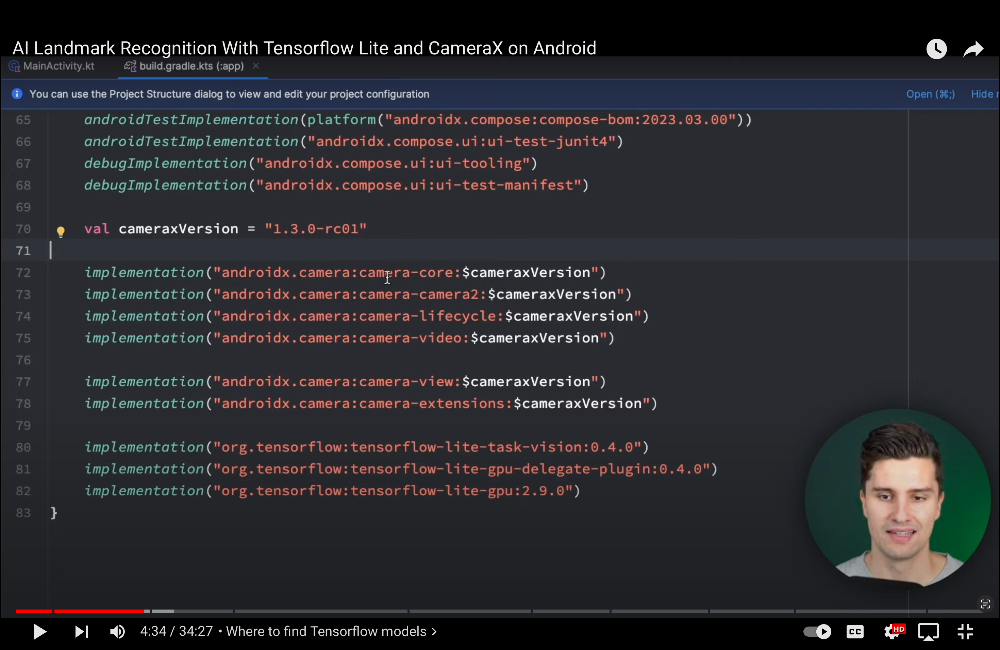 AI Landmark Recognition With Tensorflow Lite and CameraX on Android
MainActivity.kt
build.gradle.kts (:app)
You can use the Project Structure dialog to view and edit your project configuration
Open (⌘;)
Hide
65 androidTestImplementation(platform("androidx.compose:compose-bom:2023.03.00"))
66 androidTestImplementation("androidx.compose.ui:ui-test-junit4")
67 debugImplementation("androidx.compose.ui:ui-tooling")
68 debugImplementation("androidx.compose.ui:ui-test-manifest")
69
70 val cameraxVersion = "1.3.0-rc01"
71
72 implementation("androidx.camera:camera-core:$cameraxVersion")
73 implementation("androidx.camera:camera-camera2:$cameraxVersion")
74 implementation("androidx.camera:camera-lifecycle:$cameraxVersion")
75 implementation("androidx.camera:camera-video:$cameraxVersion")
76
77 implementation("androidx.camera:camera-view:$cameraxVersion")
78 implementation("androidx.camera:camera-extensions:$cameraxVersion")
79
80 implementation("org.tensorflow:tensorflow-lite-task-vision:0.4.0")
81 implementation("org.tensorflow:tensorflow-lite-gpu-delegate-plugin:0.4.0")
82 implementation("org.tensorflow:tensorflow-lite-gpu:2.9.0")
83 }
4:34 / 34:27 • Where to find Tensorflow models >
CC
HD